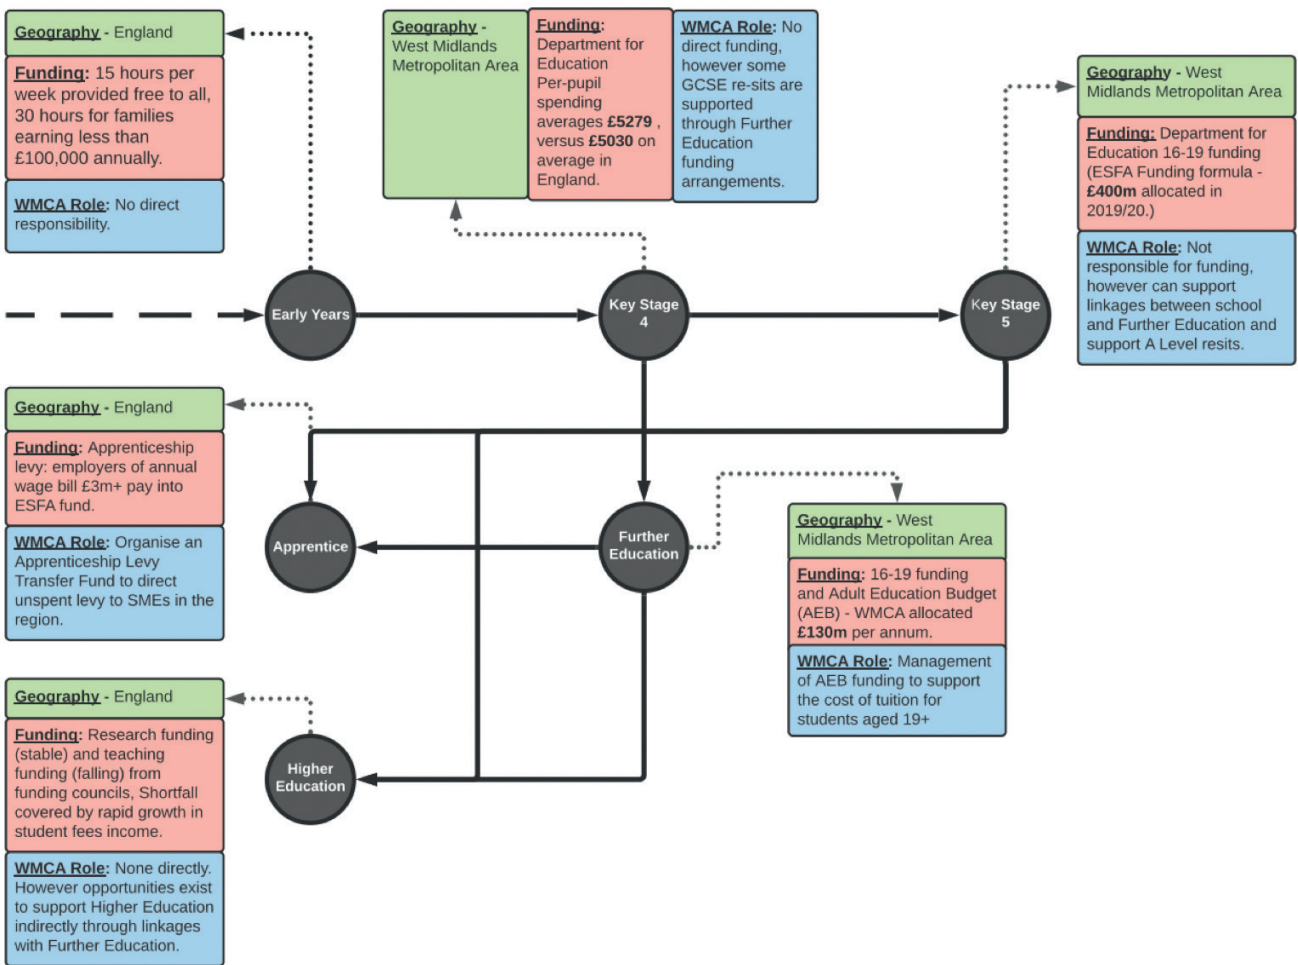 Geography - England
Funding: 15 hours per
week provided free to all,
30 hours for families
earning less than
£100,000 annually.
WMCA Role: No direct
responsibility.
Geography -
West Midlands
Metropolitan Area
Funding:
Department for
Education
Per-pupil
spending
averages £5279 ,
versus £5030 on
average in
England.
WMCA Role: No
direct funding,
however some
GCSE re-sits are
supported
through Further
Education
funding
arrangements.
Geography - West
Midlands Metropolitan Area
Funding: Department for
Education 16-19 funding
(ESFA Funding formula -
£400m allocated in
2019/20.)
WMCA Role: Not
responsible for funding,
however can support
linkages between school
and Further Education and
support A Level resits.
Early Years
Key Stage
4
Key Stage
5
Geography - England
Funding: Apprenticeship
levy: employers of annual
wage bill £3m+ pay into
ESFA fund.
WMCA Role: Organise an
Apprenticeship Levy
Transfer Fund to direct
unspent levy to SMEs in the
region.
Apprentice
Further
Education
Geography - West
Midlands Metropolitan Area
Funding: 16-19 funding
and Adult Education Budget
(AEB) - WMCA allocated
£130m per annum.
WMCA Role: Management
of AEB funding to support
the cost of tuition for
students aged 19+
Geography - England
Funding: Research funding
(stable) and teaching
funding (falling) from
funding councils, Shortfall
covered by rapid growth in
student fees income.
WMCA Role: None directly.
However opportunities exist
to support Higher Education
indirectly through linkages
with Further Education.
Higher
Education